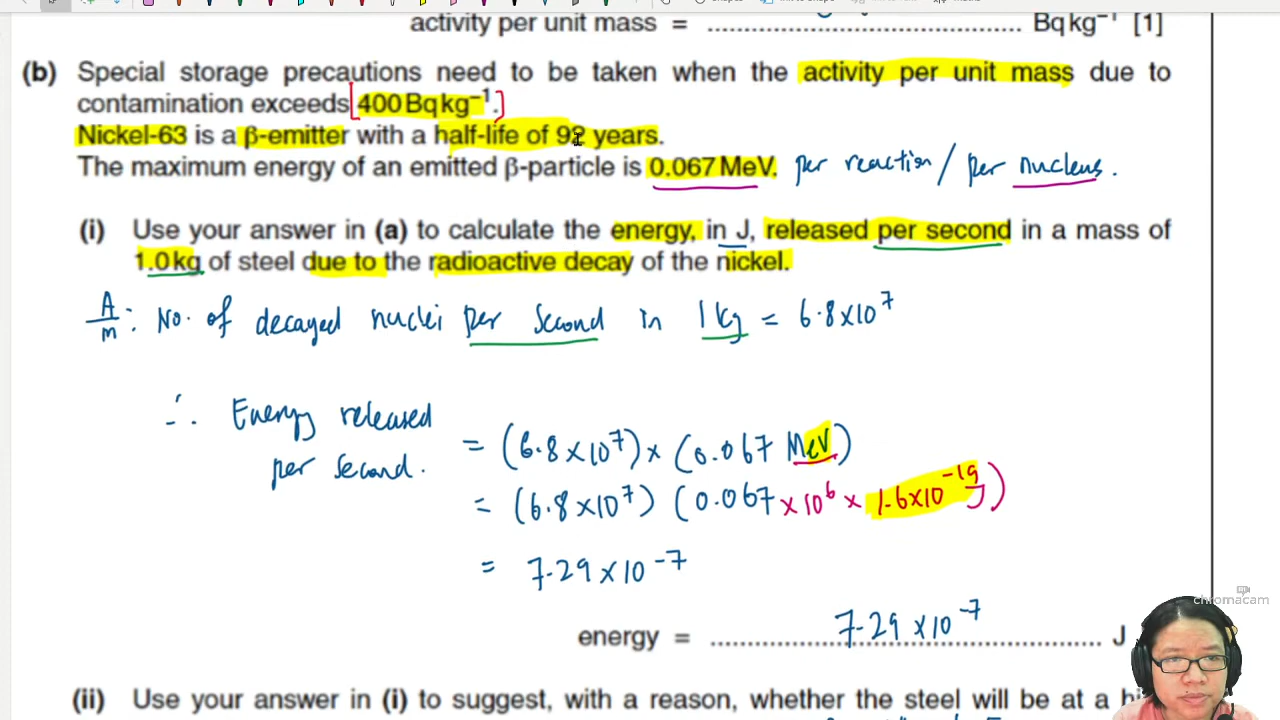 activity per unit mass = ........................................ Bq kg⁻¹ [1]
(b) Special storage precautions need to be taken when the activity per unit mass due to
contamination exceeds [400 Bq kg⁻¹.]
Nickel-63 is a β-emitter with a half-life of 92 years.
The maximum energy of an emitted β-particle is 0.067 MeV. per reaction / per nucleus.
(i) Use your answer in (a) to calculate the energy, in J, released per second in a mass of
1.0 kg of steel due to the radioactive decay of the nickel.
A/m : No. of decayed nuclei per second in 1 kg = 6.8 × 10⁷
∴ Energy released
per second.
= (6.8 × 10⁷) × (0.067 MeV)
= (6.8 × 10⁷) (0.067 × 10⁶ × 1.6 × 10⁻¹⁹ J)
= 7.29 × 10⁻⁷
chromacam
energy = 7.29 × 10⁻⁷ J
(ii) Use your answer in (i) to suggest, with a reason, whether the steel will be at a